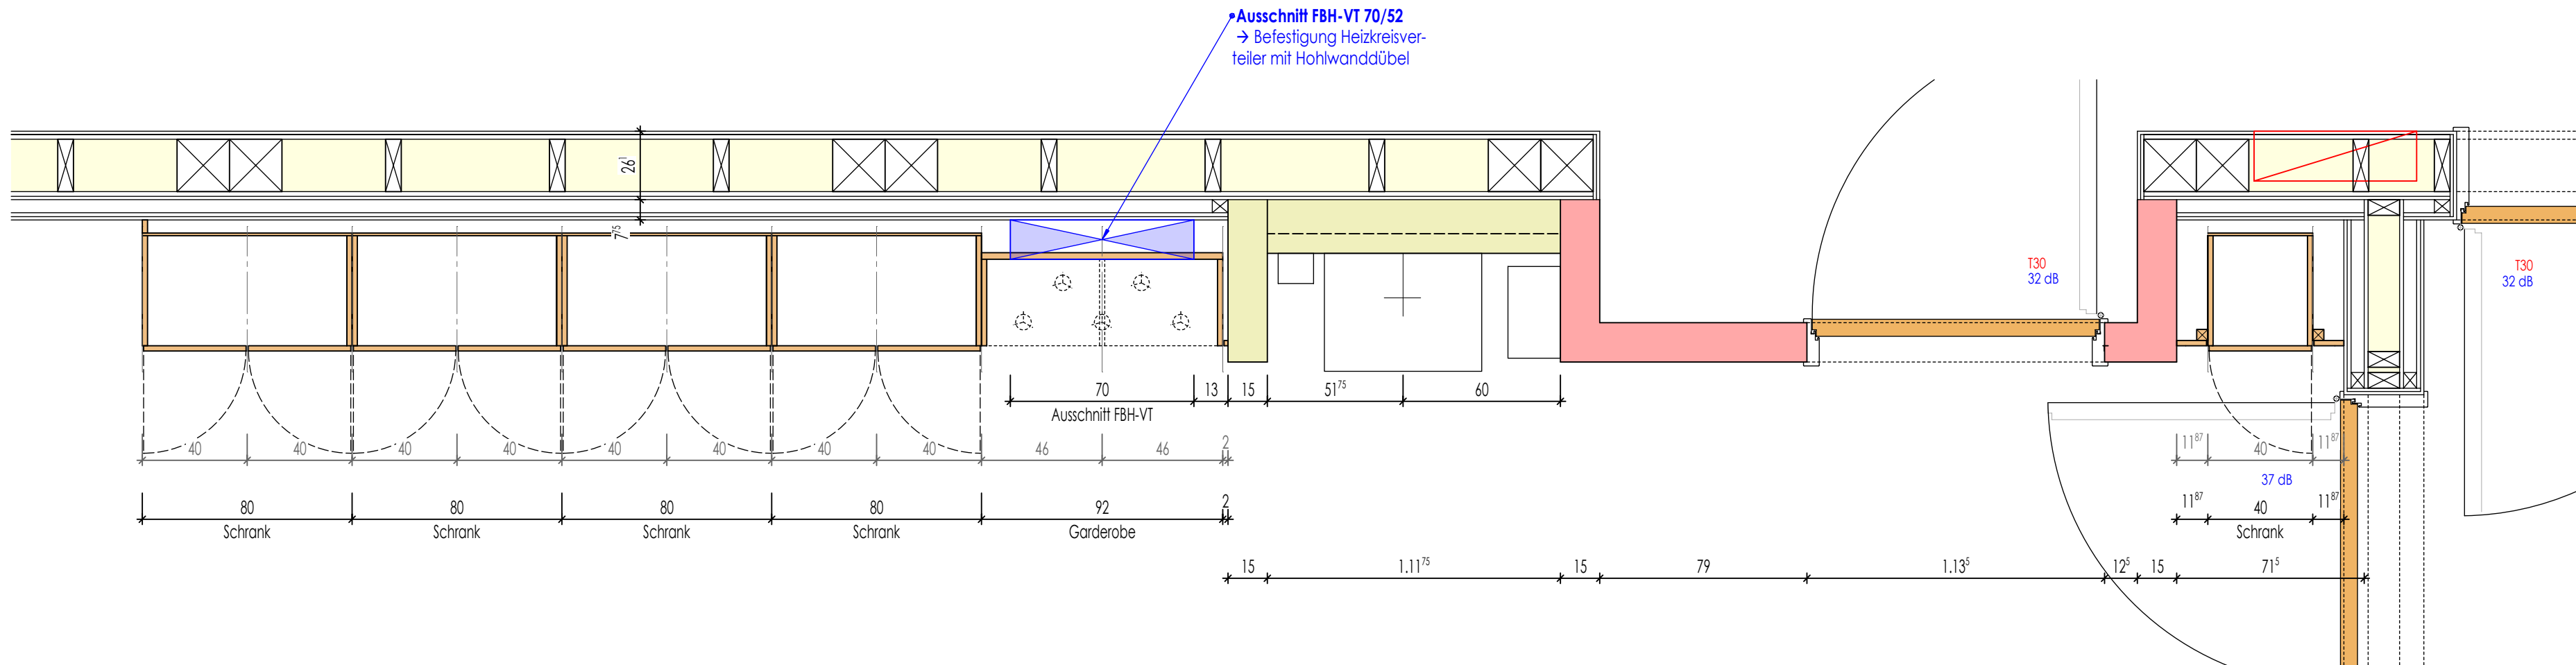 Ausschnitt FBH-VT 70/52
→ Befestigung Heizkreisver-
teiler mit Hohlwanddübel
26¹
7⁷⁵
T30
32 dB
T30
32 dB
70 13 15 51⁷⁵ 60
Ausschnitt FBH-VT
40 40 40 40 40 40 40 40 46 46 2
11⁸⁷ 40 11⁸⁷
37 dB
80 80 80 80 92 2
Schrank Schrank Schrank Schrank Garderobe
11⁸⁷ 40 11⁸⁷
Schrank
15 1.11⁷⁵ 15 79 1.13⁵ 12⁵ 15 71⁵